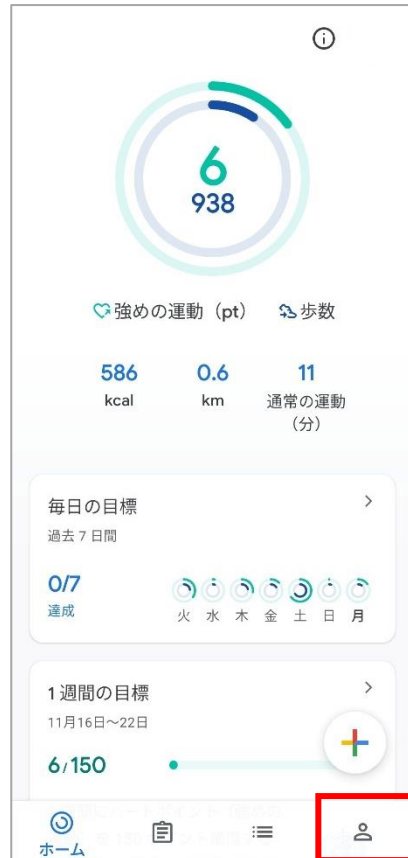 6
938
強めの運動（pt） 歩数
586 0.6 11
kcal km 通常の運動
（分）
毎日の目標
過去 7 日間
0/7
達成 火 水 木 金 土 日 月
1 週間の目標
11月16日～22日
6/150
ホーム